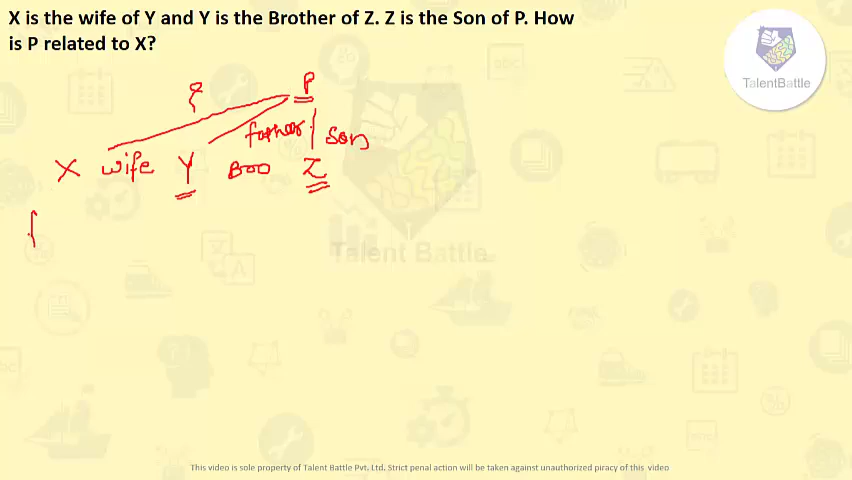 X is the wife of Y and Y is the Brother of Z. Z is the Son of P. How
is P related to X?
TalentBattle
P
father son
X wife Y Boo Z
Talent Battle
This video is sole property of Talent Battle Pvt. Ltd. Strict penal action will be taken against unauthorized piracy of this video